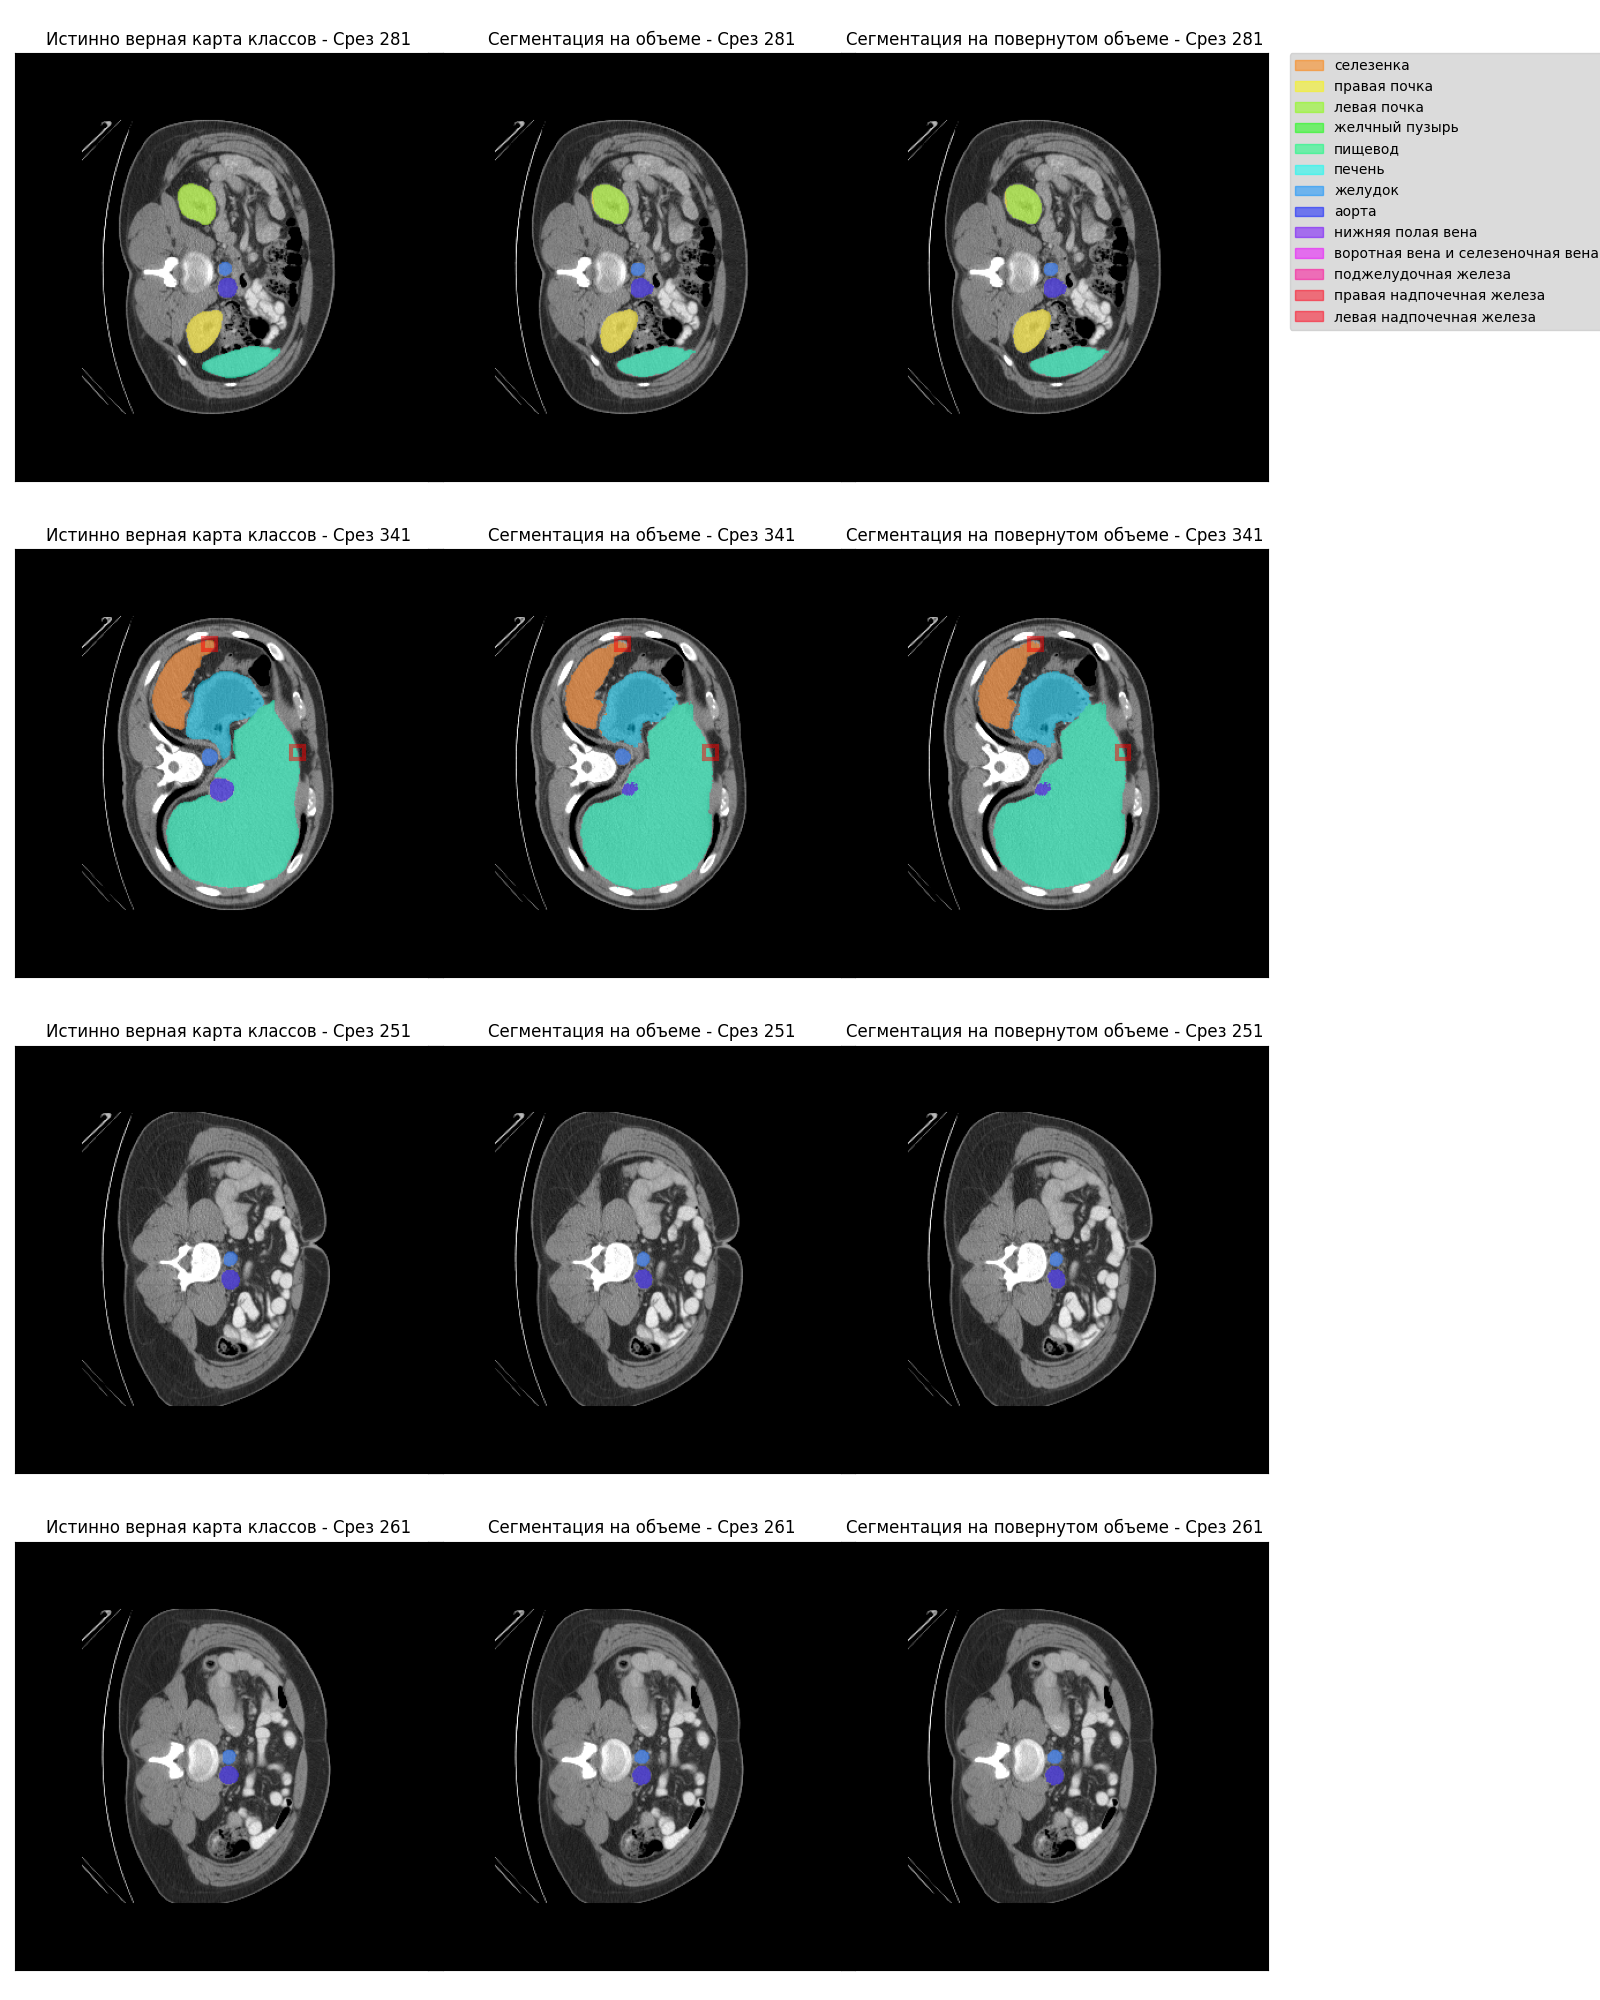 Истинно верная карта классов - Срез 281
Сегментация на объеме - Срез 281
Сегментация на повернутом объеме - Срез 281
селезенка
правая почка
левая почка
желчный пузырь
пищевод
печень
желудок
аорта
нижняя полая вена
воротная вена и селезеночная вена
поджелудочная железа
правая надпочечная железа
левая надпочечная железа
Истинно верная карта классов - Срез 341
Сегментация на объеме - Срез 341
Сегментация на повернутом объеме - Срез 341
Истинно верная карта классов - Срез 251
Сегментация на объеме - Срез 251
Сегментация на повернутом объеме - Срез 251
Истинно верная карта классов - Срез 261
Сегментация на объеме - Срез 261
Сегментация на повернутом объеме - Срез 261